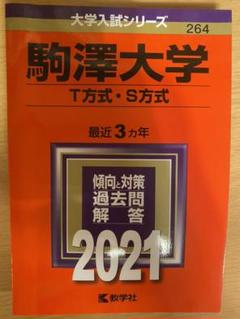 大学入試シリーズ
264
駒澤大学
T方式・S方式
最近3カ年
傾向と対策
過去問
解答
2021
教学社